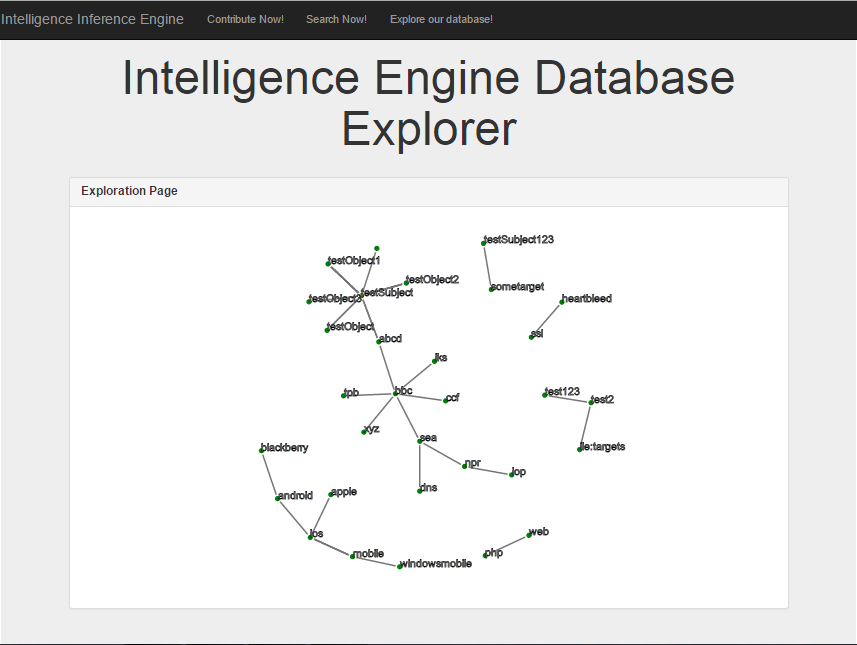 Intelligence Inference Engine Contribute Now! Search Now! Explore our database!
Intelligence Engine Database
Explorer
Exploration Page
testSubject123
testObject1
testObject2
sometarget
testSubject
testObject3
heartbleed
testObject
ssl
abcd
lks
tpb
bbc
ccf
test123
test2
xyz
sea
blackberry
file:targets
npr
lop
dns
android
apple
ios
web
mobile
php
windowsmobile